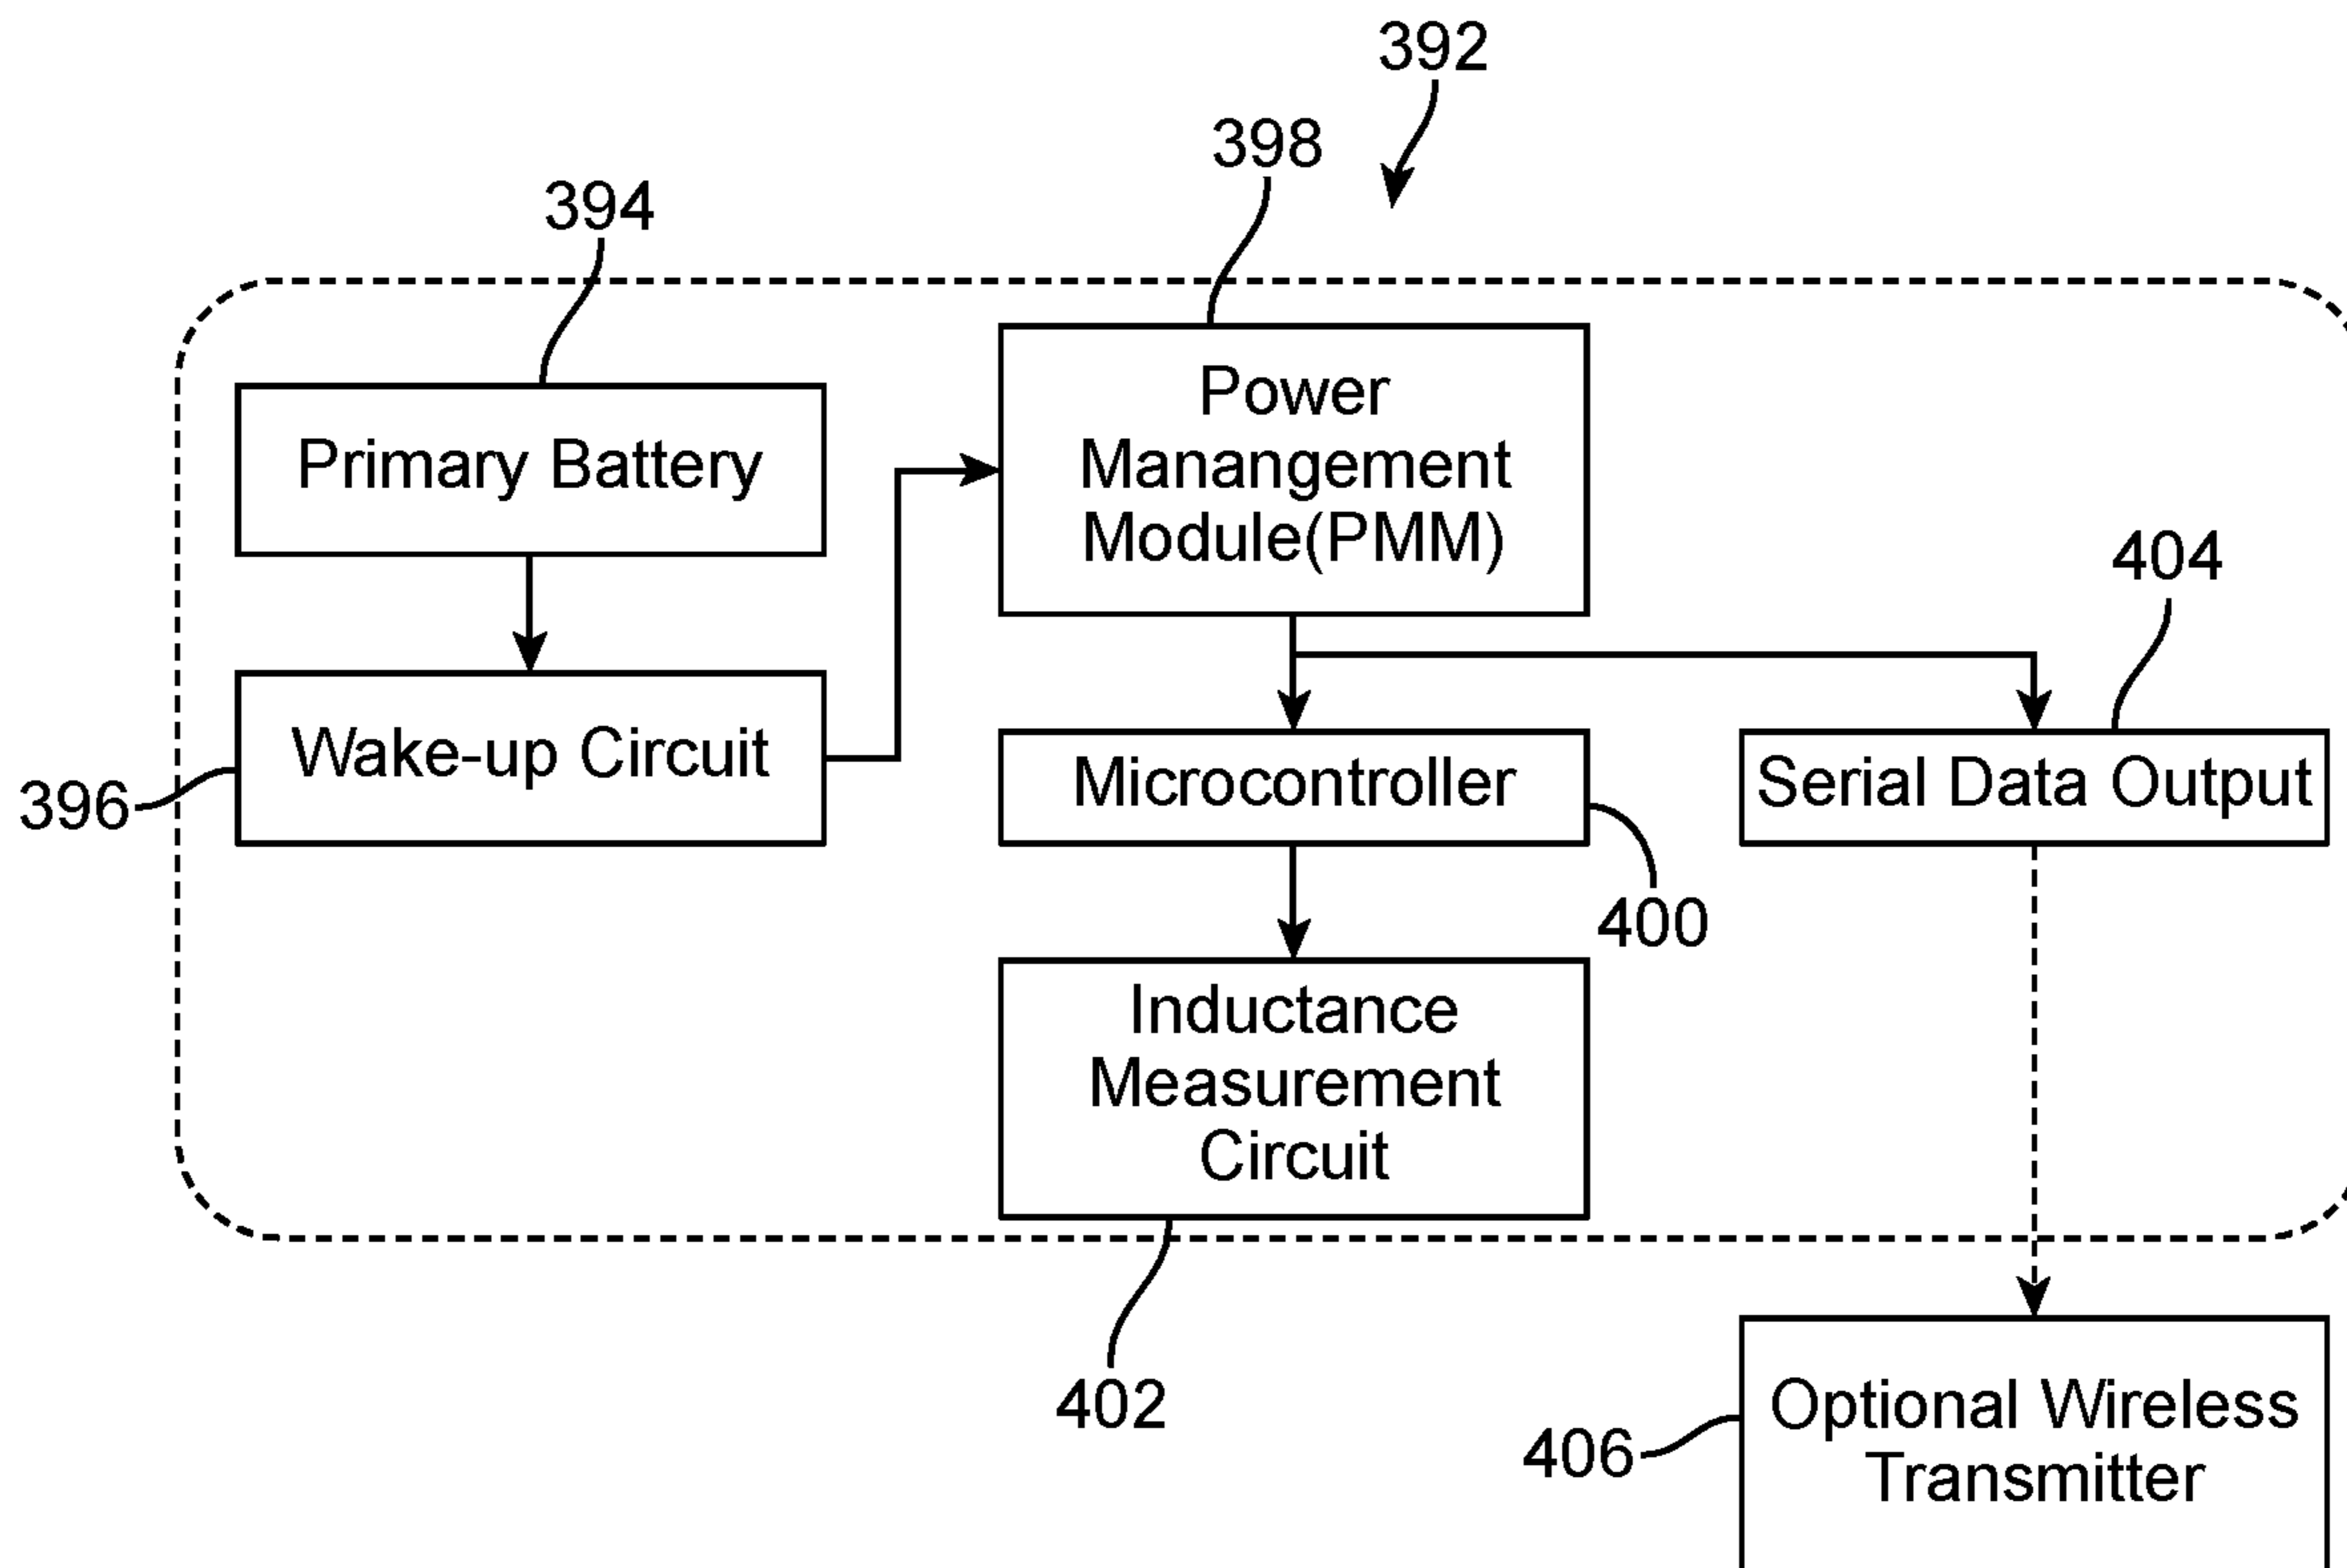 392
398
394
Power
Manangement
Module(PMM)
Primary Battery
404
Wake-up Circuit
396
Microcontroller
Serial Data Output
400
Inductance
Measurement
Circuit
402
406
Optional Wireless
Transmitter